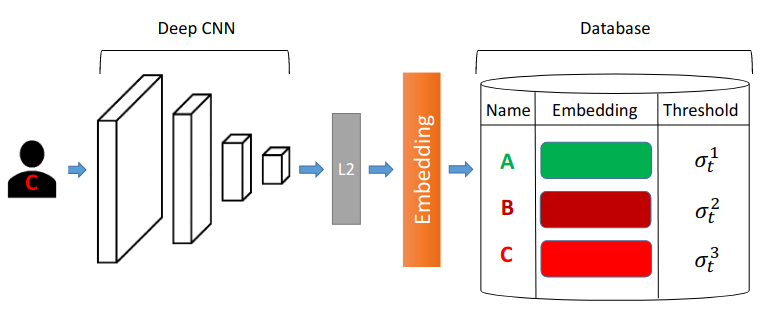 Deep CNN
Database
Name Embedding Threshold
C
L2
Embedding
A σ_t^1
B σ_t^2
C σ_t^3